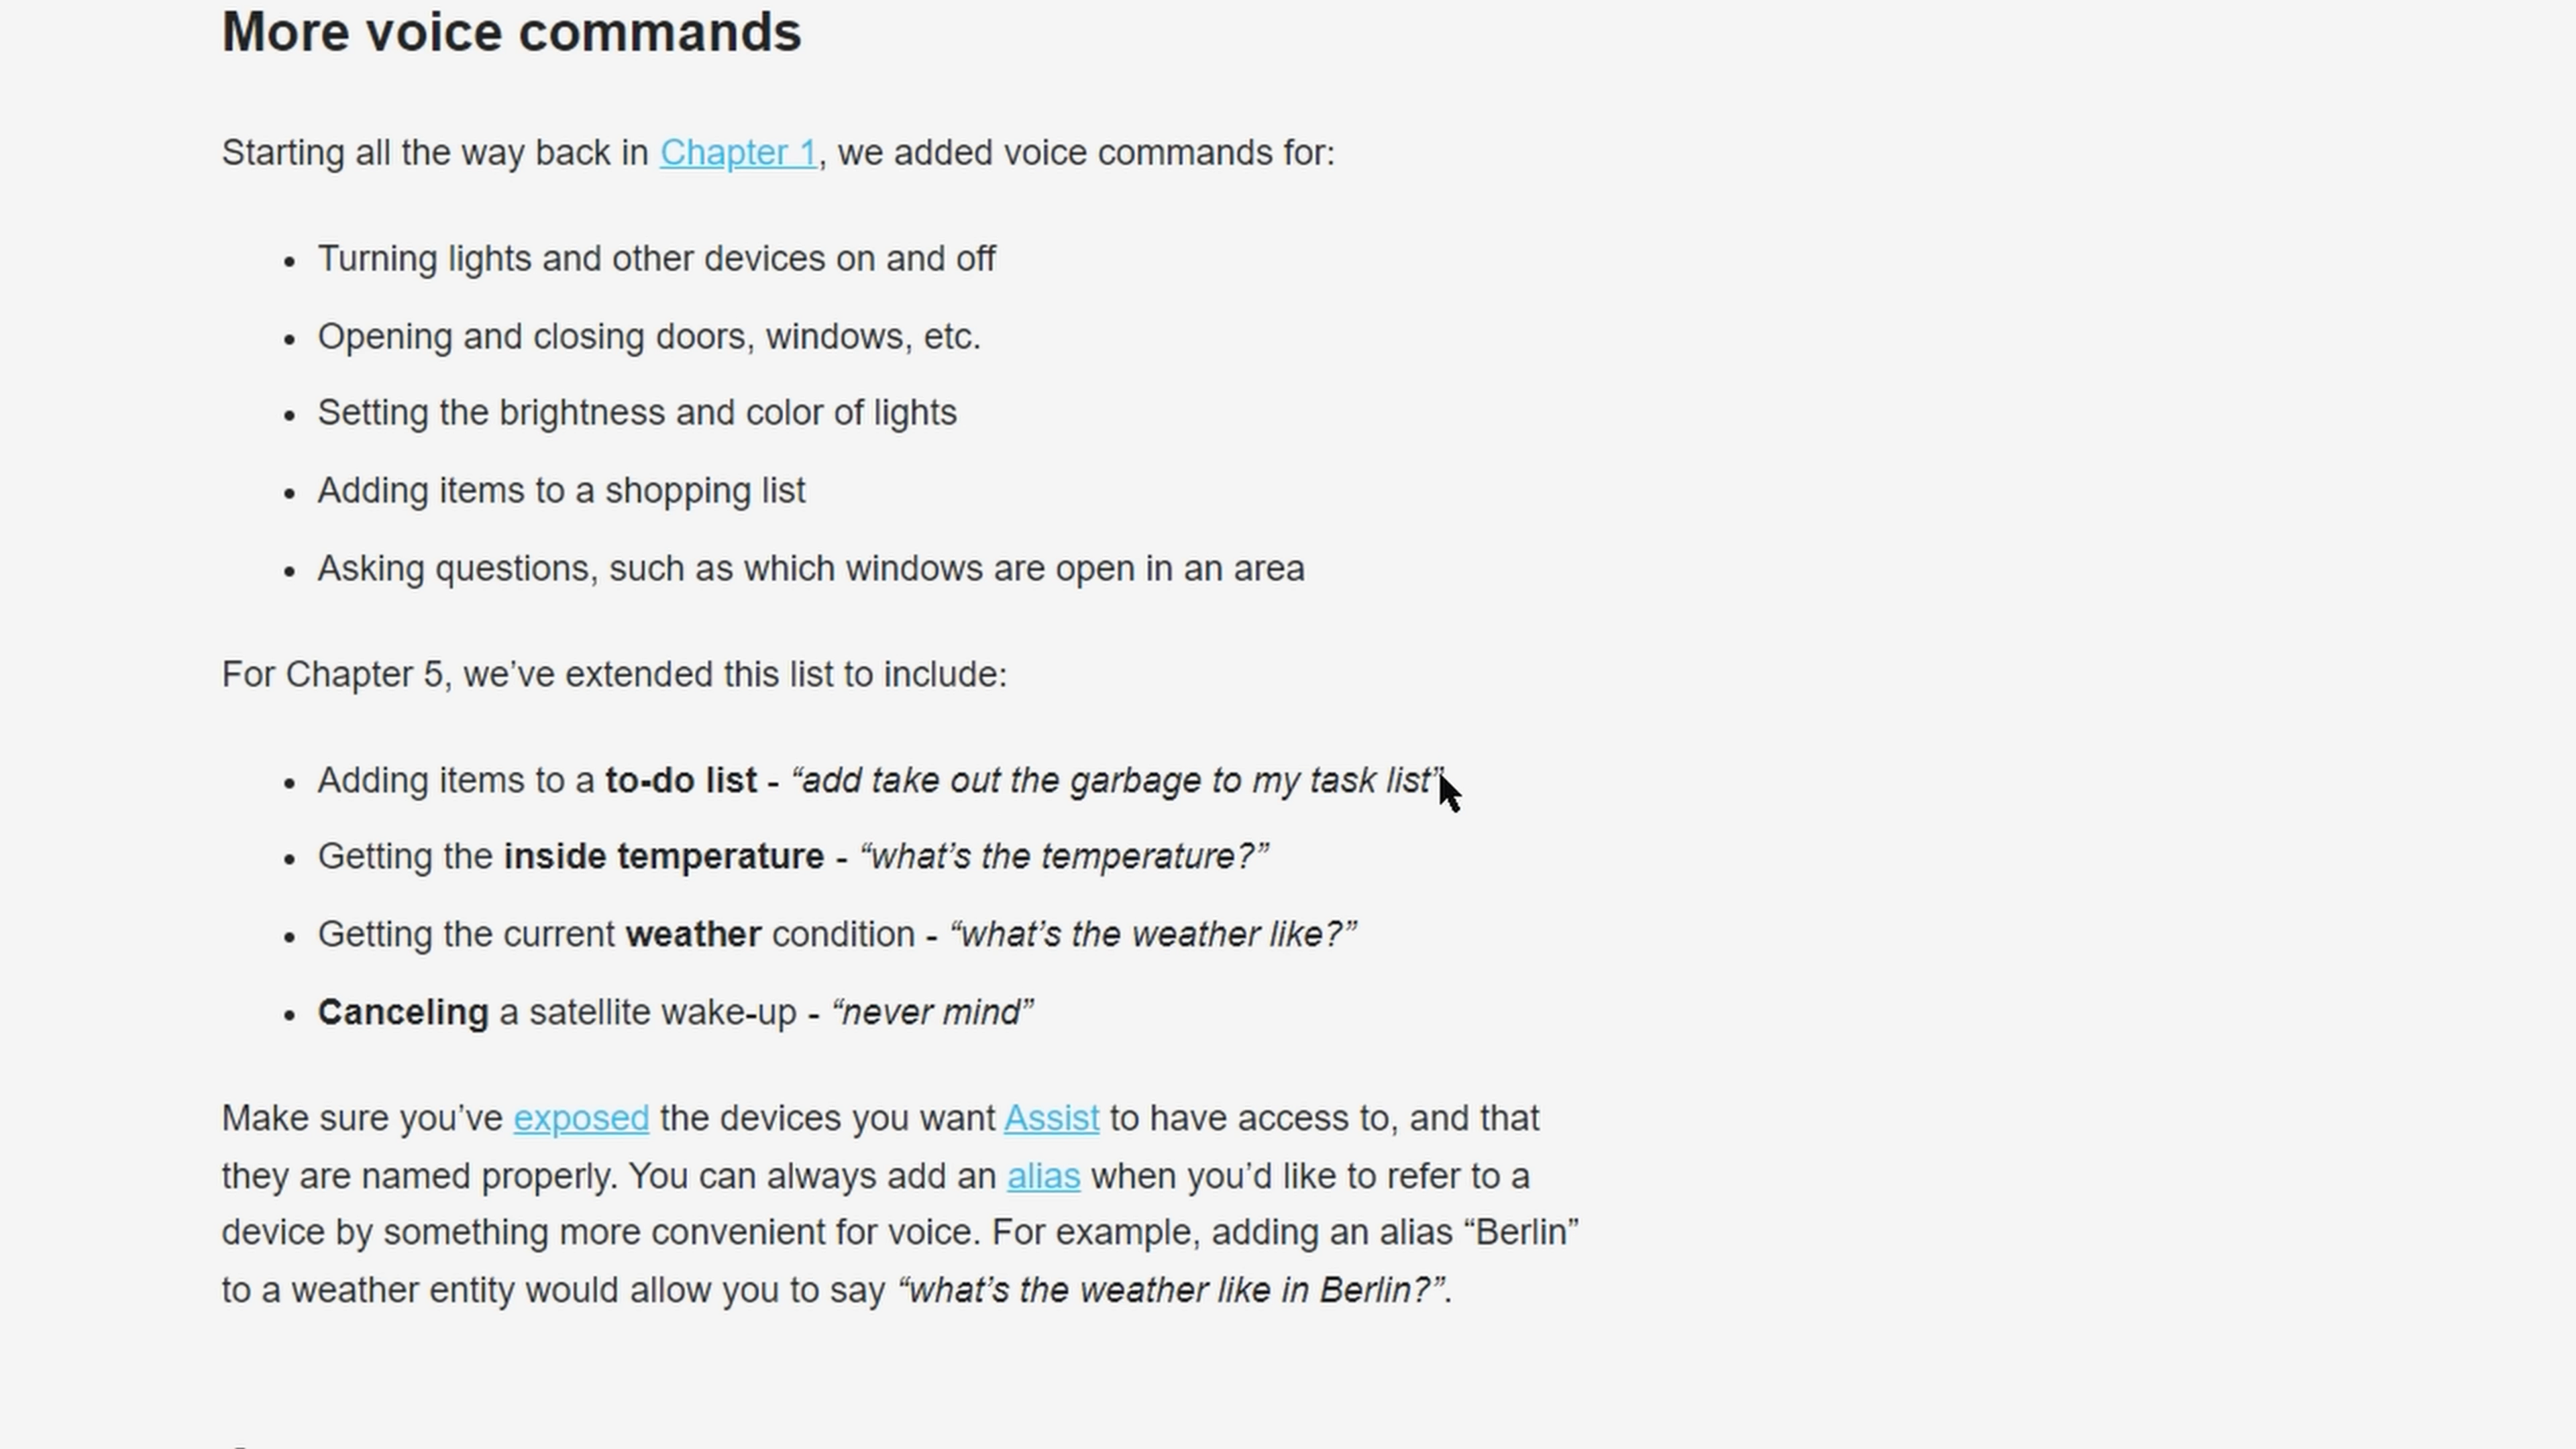 More voice commands
Starting all the way back in Chapter 1, we added voice commands for:
• Turning lights and other devices on and off
• Opening and closing doors, windows, etc.
• Setting the brightness and color of lights
• Adding items to a shopping list
• Asking questions, such as which windows are open in an area
For Chapter 5, we’ve extended this list to include:
• Adding items to a to-do list - “add take out the garbage to my task list”
• Getting the inside temperature - “what’s the temperature?”
• Getting the current weather condition - “what’s the weather like?”
• Canceling a satellite wake-up - “never mind”
Make sure you’ve exposed the devices you want Assist to have access to, and that
they are named properly. You can always add an alias when you’d like to refer to a
device by something more convenient for voice. For example, adding an alias “Berlin”
to a weather entity would allow you to say “what’s the weather like in Berlin?”.